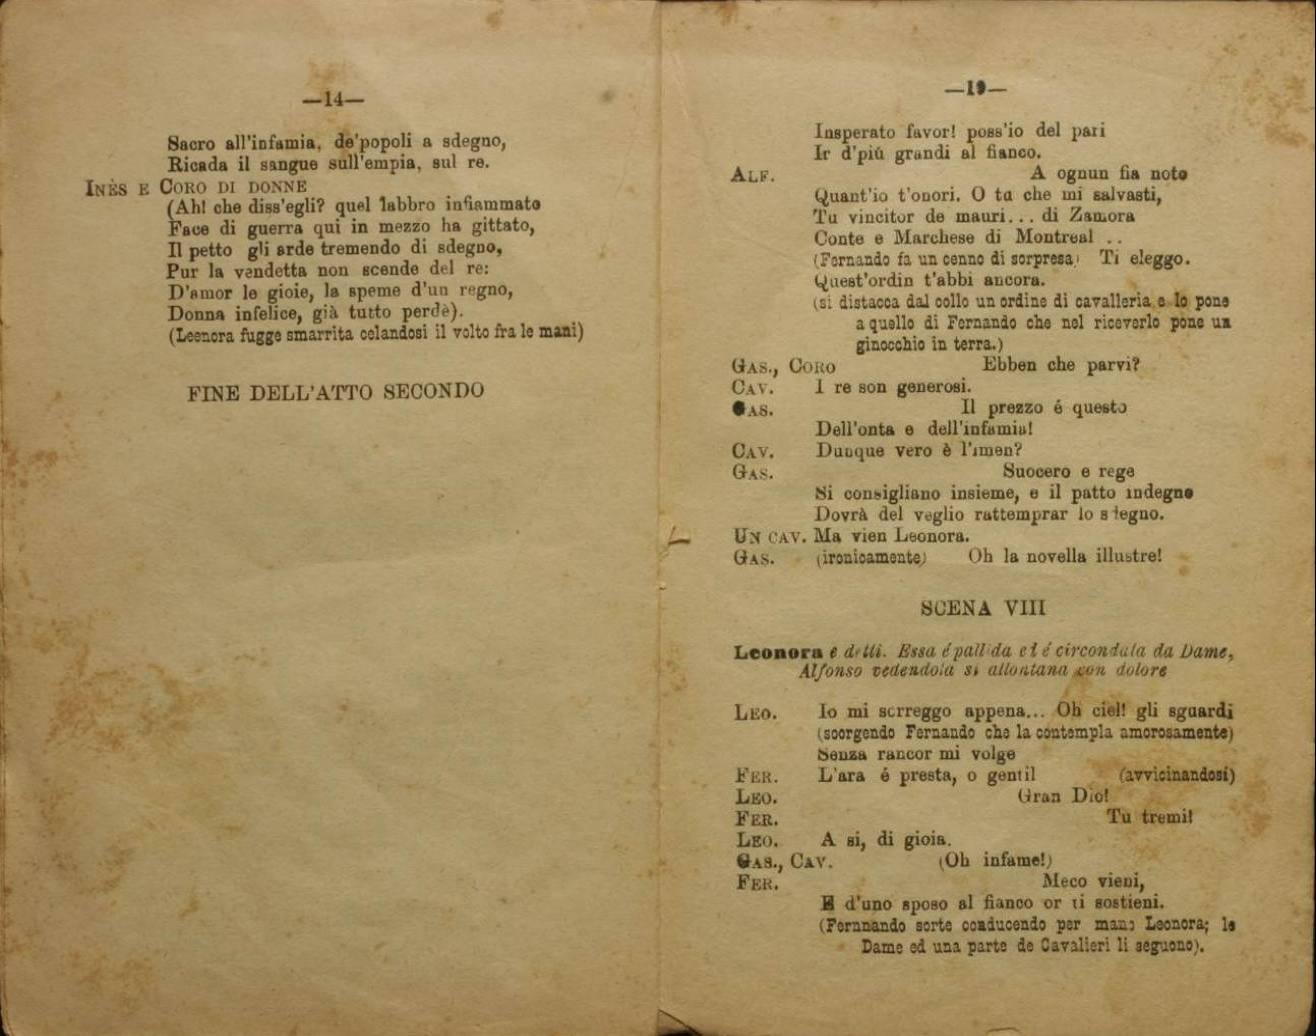 —14—
Sacro all'infamia, de'popoli a sdegno,
Ricada il sangue sull'empia, sul re.
INÈS E CORO DI DONNE
(Ah! che diss'egli? quel labbro infiammato
Face di guerra qui in mezzo ha gittato,
Il petto gli arde tremendo di sdegno,
Pur la vendetta non scende del re:
D'amor le gioie, la speme d'un regno,
Donna infelice, già tutto perdè).
(Leenora fugge smarrita celandosi il volto fra le mani)
FINE DELL'ATTO SECONDO
—19—
Insperato favor! poss'io del pari
Ir d'piú grandi al fianco.
ALF. A ognun fia noto
Quant'io t'onori. O tu che mi salvasti,
Tu vincitor de mauri... di Zamora
Conte e Marchese di Montreal ..
(Fernando fa un cenno di sorpresa) Ti eleggo.
Quest'ordin t'abbi ancora.
(si distacca dal collo un ordine di cavalleria e lo pone
a quello di Fernando che nel riceverlo pone un
ginocchio in terra.)
GAS., CORO Ebben che parvi?
CAV. I re son generosi.
GAS. Il prezzo é questo
Dell'onta e dell'infamia!
CAV. Dunque vero è l'imen?
GAS. Suocero e rege
Si consigliano insieme, e il patto indegno
Dovrà del veglio rattemprar lo sdegno.
UN CAV. Ma vien Leonora.
GAS. (ironicamente) Oh la novella illustre!
SCENA VIII
Leonora e detti. Essa é pallida ed é circondata da Dame,
Alfonso vedendola si allontana con dolore
LEO. Io mi scrreggo appena... Oh ciel! gli sguardi
(scorgendo Fernando che la contempla amorosamente)
Senza rancor mi volge
FER. L'ara é presta, o gentil (avvicinandosi)
LEO. Gran Dio!
FER. Tu tremi!
LEO. A si, di gioia.
GAS., CAV. (Oh infame!)
FER. Meco vieni,
E d'uno sposo al fianco or ti sostieni.
(Fernnando sorte conducendo per mano Leonora; le
Dame ed una parte de Cavalieri li seguono).